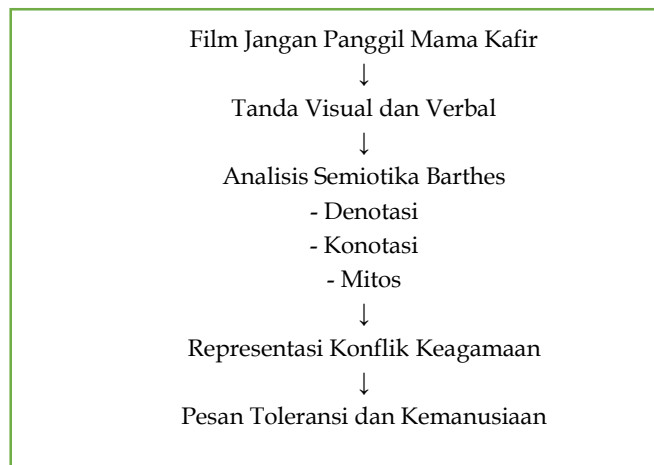 Film Jangan Panggil Mama Kafir
↓
Tanda Visual dan Verbal
↓
Analisis Semiotika Barthes
- Denotasi
- Konotasi
- Mitos
↓
Representasi Konflik Keagamaan
↓
Pesan Toleransi dan Kemanusiaan